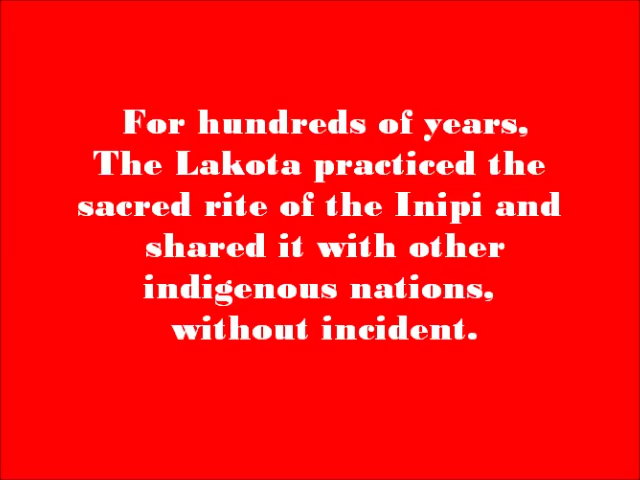 For hundreds of years,
The Lakota practiced the
sacred rite of the Inipi and
shared it with other
indigenous nations,
without incident.